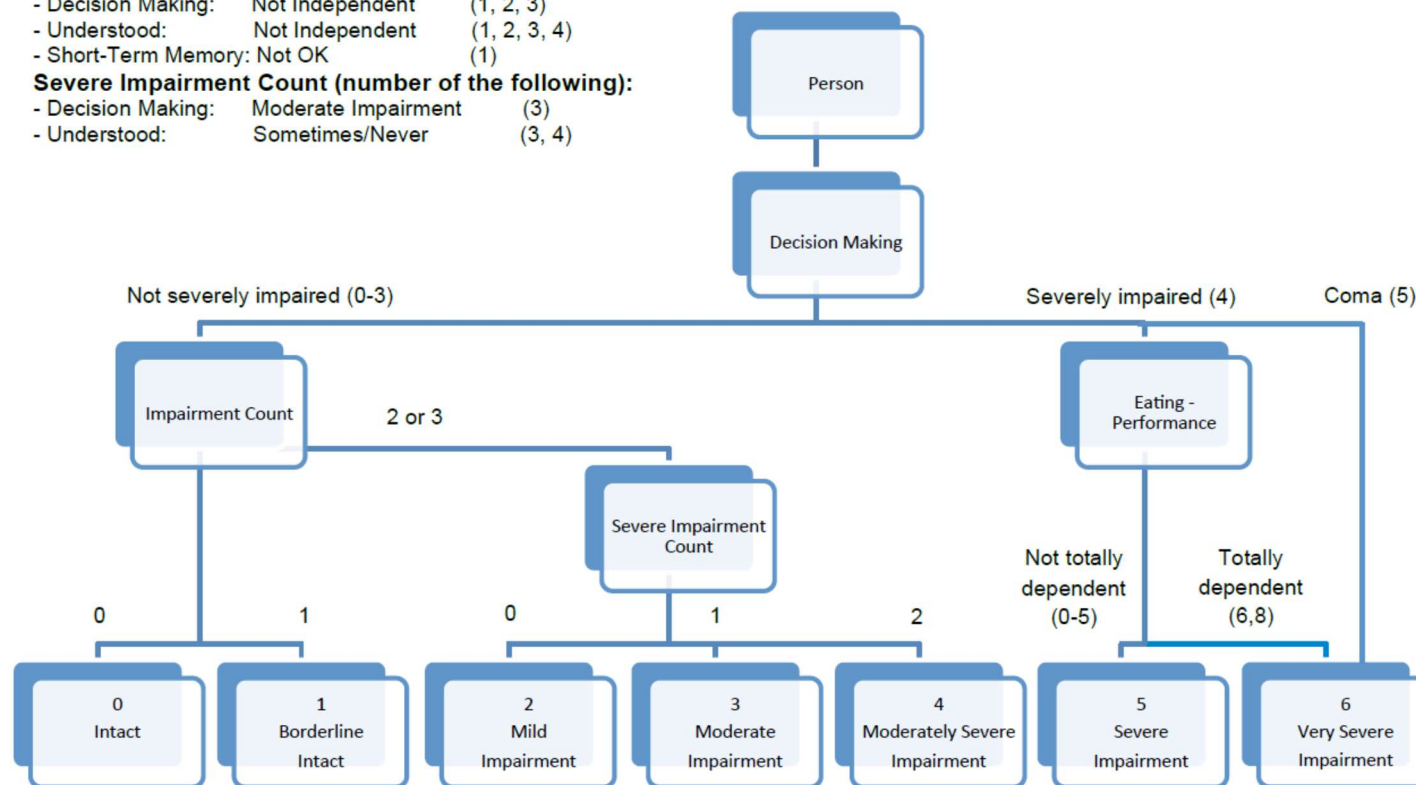 - Decision Making: Not Independent (1, 2, 3)
- Understood: Not Independent (1, 2, 3, 4)
- Short-Term Memory: Not OK (1)
Severe Impairment Count (number of the following):
- Decision Making: Moderate Impairment (3)
- Understood: Sometimes/Never (3, 4)
Person
Decision Making
Not severely impaired (0-3)
Severely impaired (4)
Coma (5)
Impairment Count
2 or 3
Eating -
Performance
Severe Impairment
Count
Not totally
dependent
(0-5)
Totally
dependent
(6,8)
0
1
0
1
2
0
Intact
1
Borderline
Intact
2
Mild
Impairment
3
Moderate
Impairment
4
Moderately Severe
Impairment
5
Severe
Impairment
6
Very Severe
Impairment